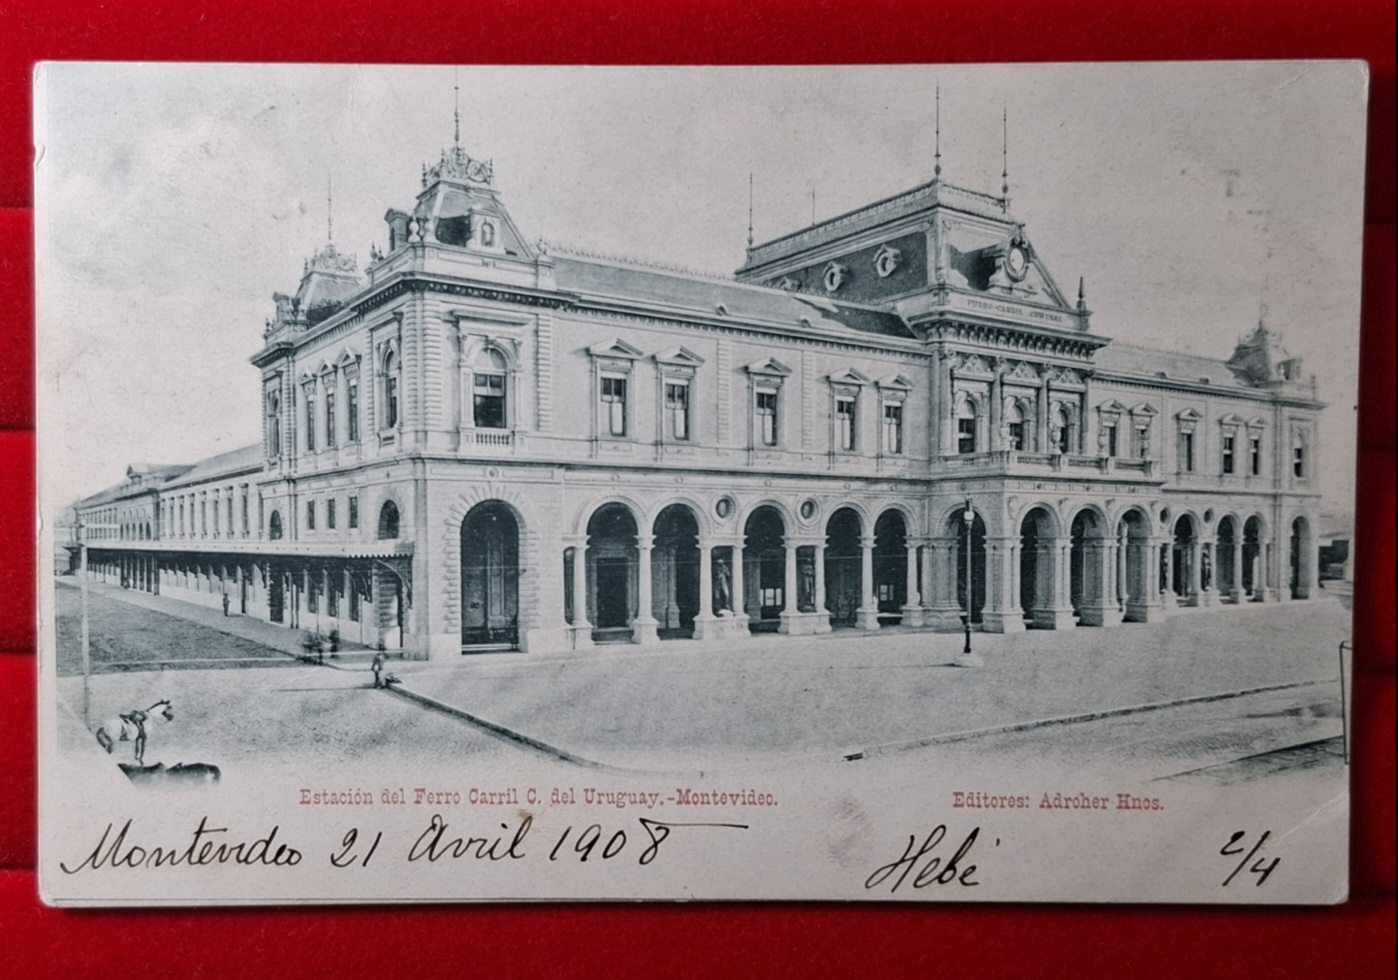 FERRO-CARRIL CENTRAL
Estación del Ferro Carril C. del Uruguay.-Montevideo.
Editores: Adroher Hnos.
Montevideo 21 Avril 1908
Hebé
2/4